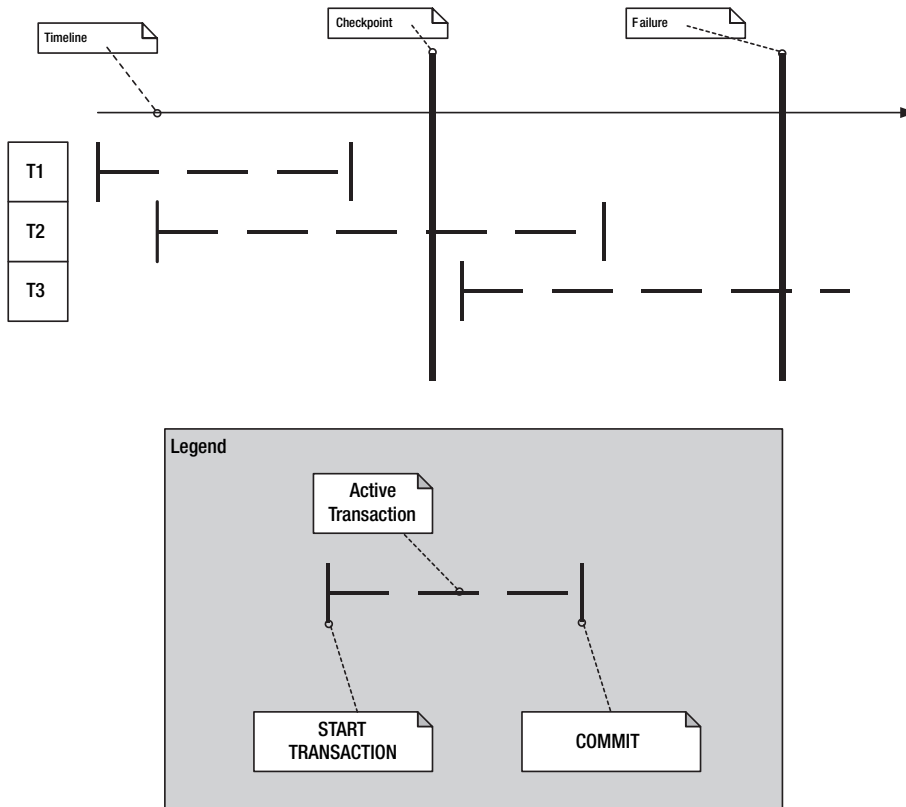 Timeline
Checkpoint
Failure
T1
T2
T3
Legend
Active
Transaction
START
TRANSACTION
COMMIT